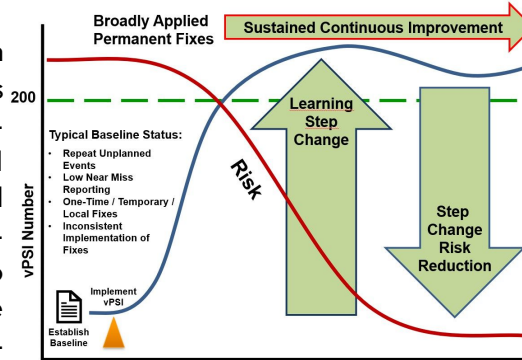 Broadly Applied
Permanent Fixes
Sustained Continuous Improvement
200
Learning
Step
Change
Typical Baseline Status:
• Repeat Unplanned
Events
• Low Near Miss
Reporting
• One-Time / Temporary /
Local Fixes
• Inconsistent
Implementation of
Fixes
Risk
vPSI Number
Step
Change
Risk
Reduction
Implement
vPSI
Establish
Baseline